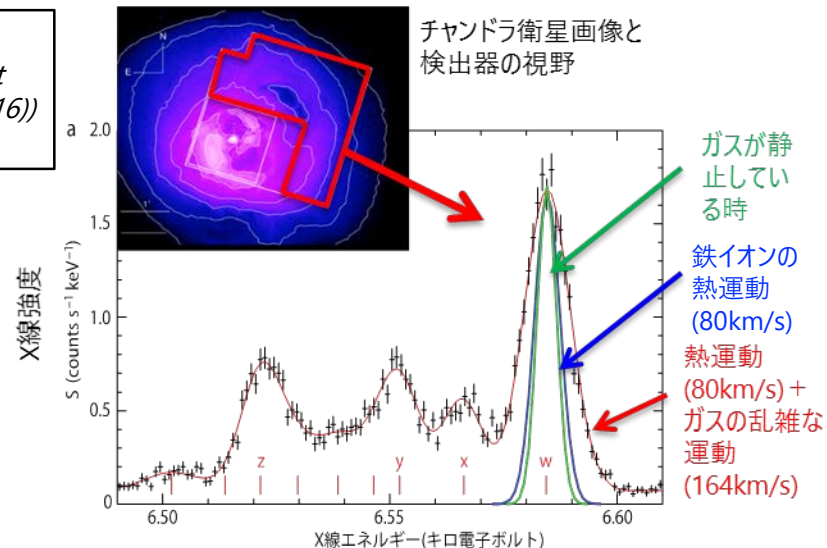 t
16))
N
E
1'
チャンドラ衛星画像と
検出器の視野
a
2.0
1.5
1.0
0.5
0
X線強度
S (counts s⁻¹ keV⁻¹)
z
y
x
w
6.50
6.55
6.60
X線エネルギー(キロ電子ボルト)
ガスが静
止してい
る時
鉄イオンの
熱運動
(80km/s)
熱運動
(80km/s)+
ガスの乱雑な
運動
(164km/s)